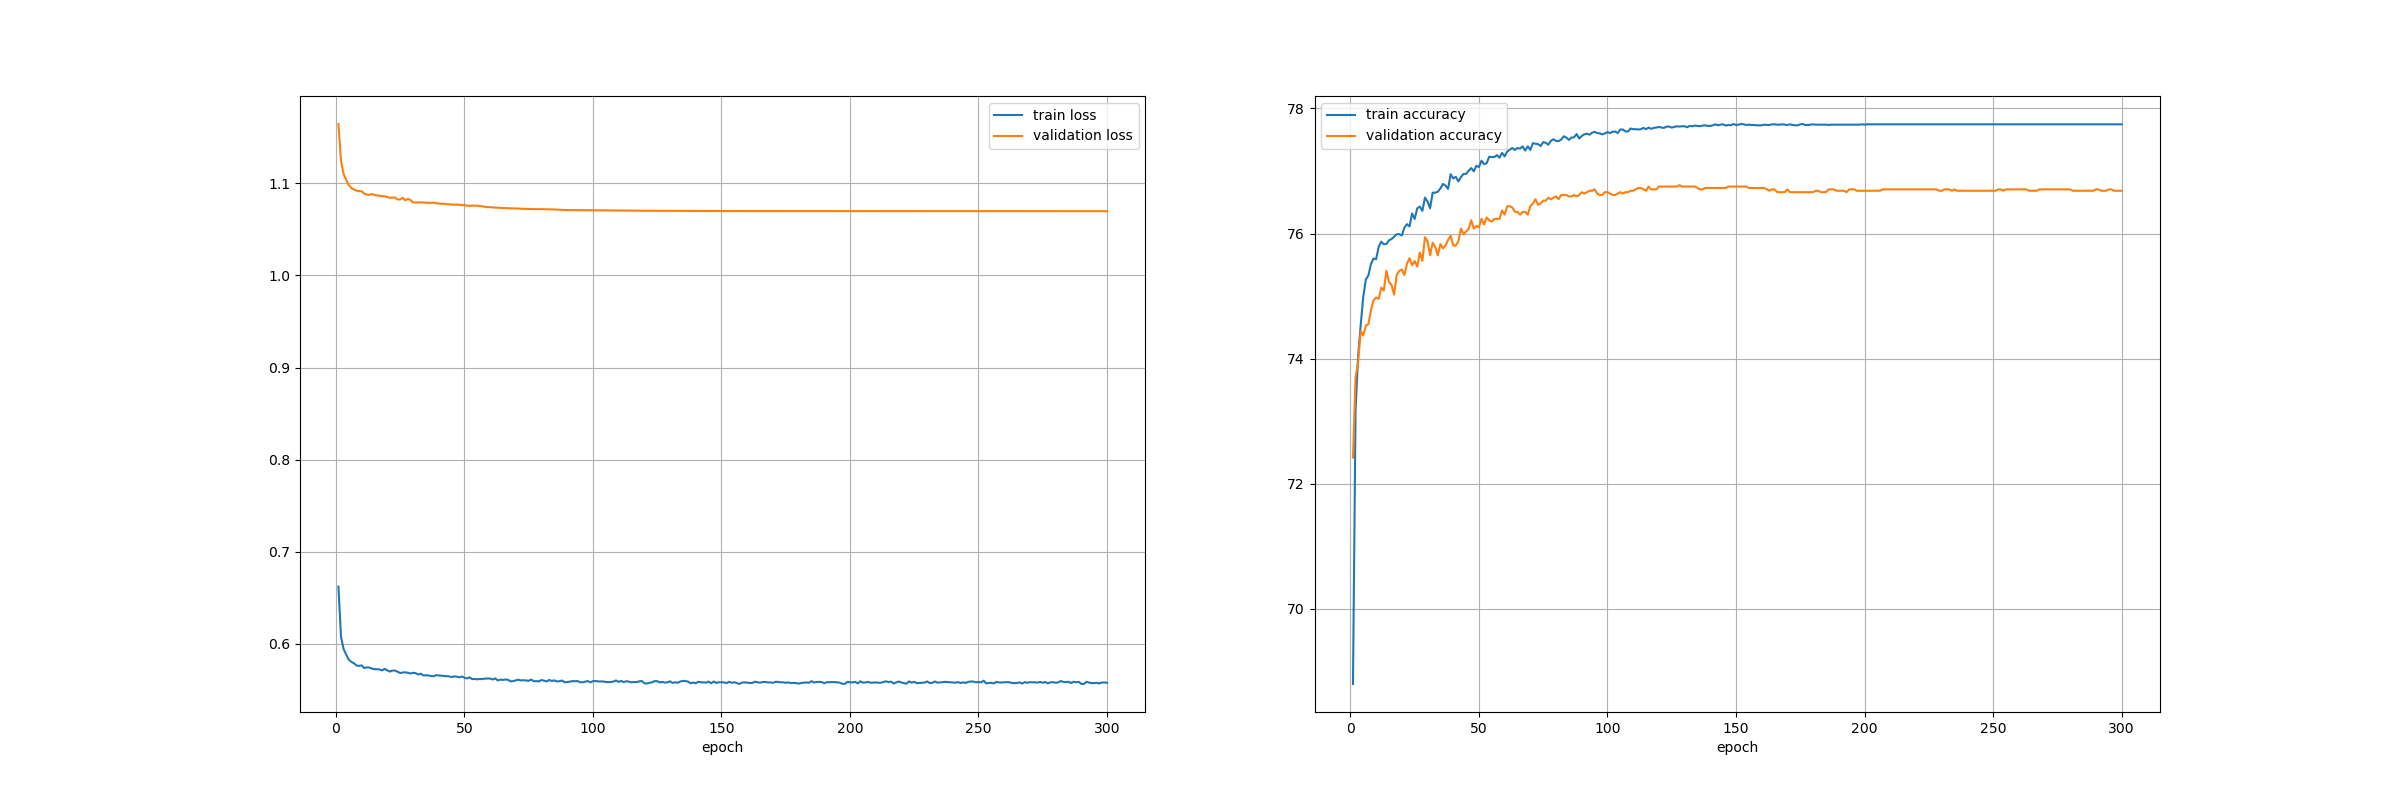 train loss
validation loss
1.1
1.0
0.9
0.8
0.7
0.6
0 50 100 150 200 250 300
epoch
train accuracy
validation accuracy
78
76
74
72
70
0 50 100 150 200 250 300
epoch